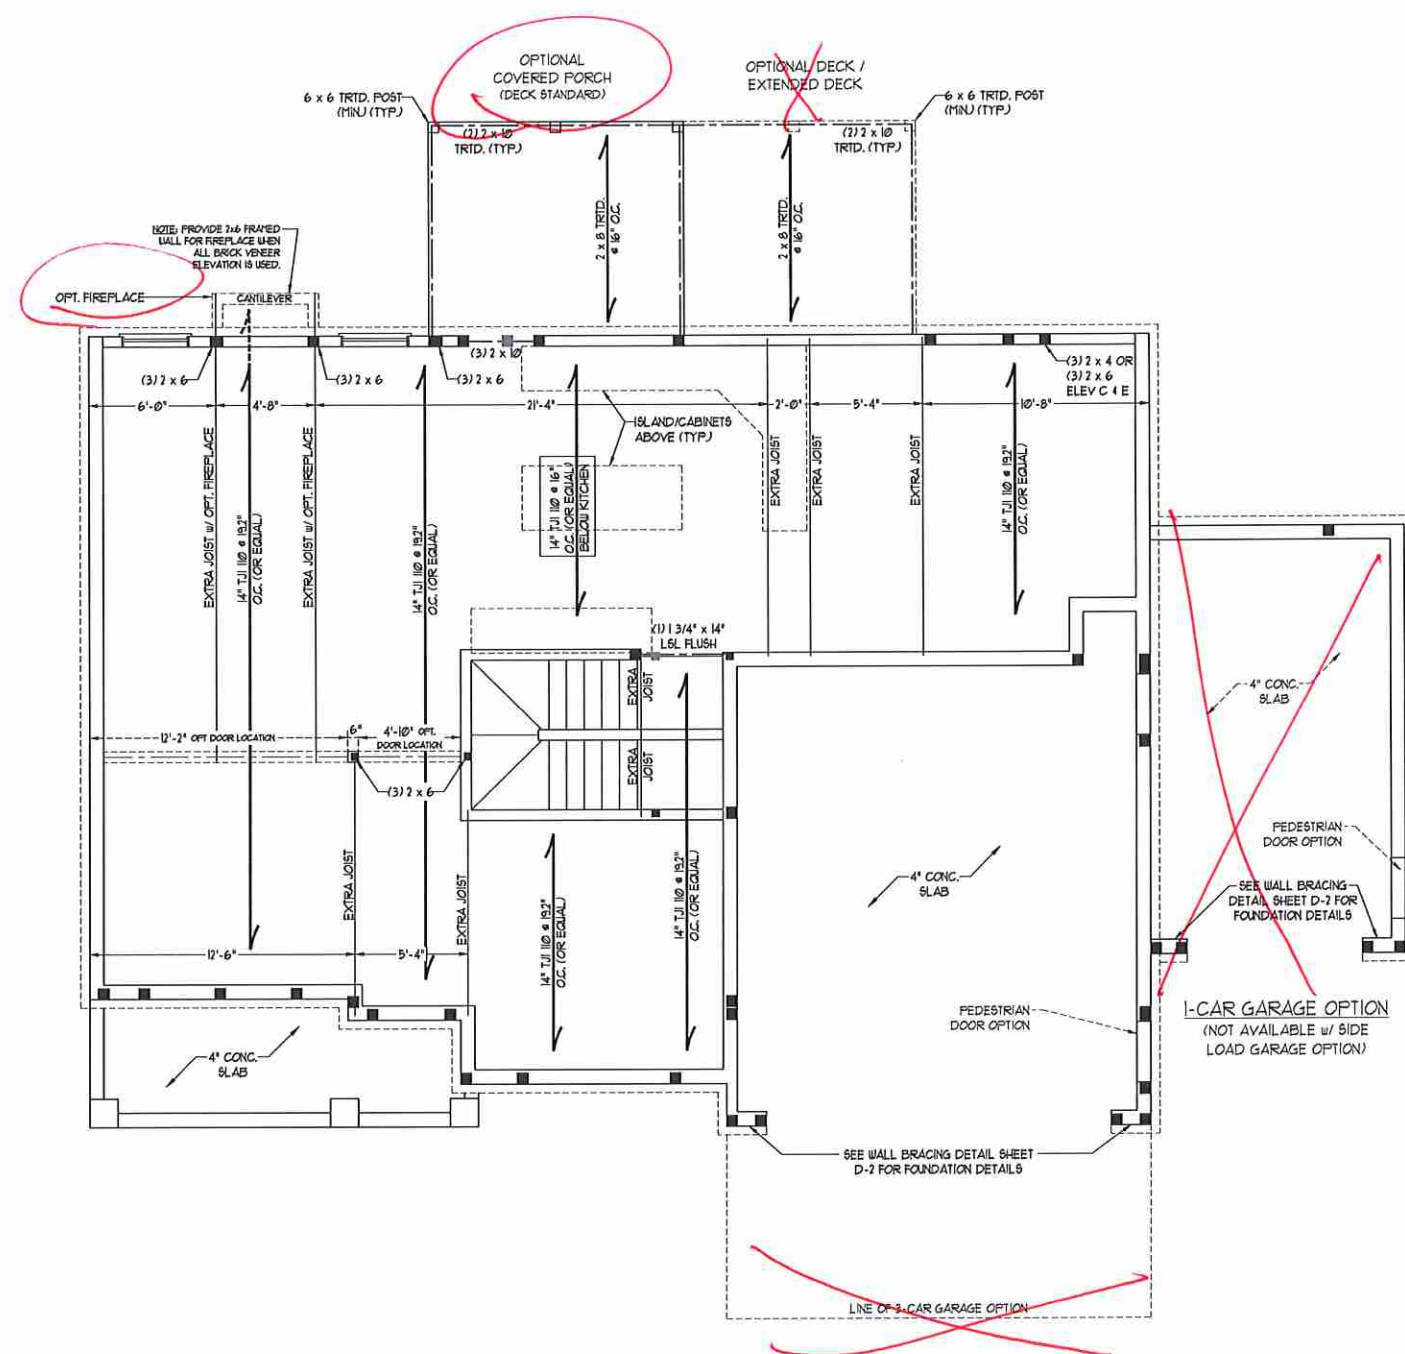 OPTIONAL
COVERED PORCH
(DECK STANDARD)
OPTIONAL DECK /
EXTENDED DECK
6 x 6 TRTD. POST
(MIN.) (TYP.)
6 x 6 TRTD. POST
(MIN.) (TYP.)
(2) 2 x 10
TRTD. (TYP.)
(2) 2 x 10
TRTD. (TYP.)
2 x 8 TRTD.
@ 16" O.C.
2 x 8 TRTD.
@ 16" O.C.
NOTE: PROVIDE 2x6 FRAMED
WALL FOR FIREPLACE WHEN
ALL BRICK VENEER
ELEVATION IS USED.
OPT. FIREPLACE
CANTILEVER
(3) 2 x 6
(3) 2 x 6
(3) 2 x 6
(3) 2 x 10
(3) 2 x 4 OR
(3) 2 x 6
ELEV C & E
6'-0"
4'-8"
21'-4"
2'-0"
5'-4"
10'-8"
ISLAND/CABINETS
ABOVE (TYP.)
EXTRA JOIST w/ OPT. FIREPLACE
14" TJI 110 @ 19.2"
O.C. (OR EQUAL)
EXTRA JOIST w/ OPT. FIREPLACE
14" TJI 110 @ 19.2"
O.C. (OR EQUAL)
14" TJI 110 @ 16"
O.C. (OR EQUAL)
BELOW KITCHEN
EXTRA JOIST
EXTRA JOIST
EXTRA JOIST
14" TJI 110 @ 19.2"
O.C. (OR EQUAL)
(1) 1 3/4" x 14"
LSL FLUSH
EXTRA
JOIST
EXTRA
JOIST
4" CONC.
SLAB
12'-2" OPT DOOR LOCATION
6"
4'-10" OPT.
DOOR LOCATION
(3) 2 x 6
EXTRA JOIST
EXTRA JOIST
14" TJI 110 @ 19.2"
O.C. (OR EQUAL)
14" TJI 110 @ 19.2"
O.C. (OR EQUAL)
4" CONC.
SLAB
PEDESTRIAN
DOOR OPTION
SEE WALL BRACING
DETAIL SHEET D-2 FOR
FOUNDATION DETAILS
12'-6"
5'-4"
PEDESTRIAN
DOOR OPTION
1-CAR GARAGE OPTION
(NOT AVAILABLE w/ SIDE
LOAD GARAGE OPTION)
4" CONC.
SLAB
SEE WALL BRACING DETAIL SHEET
D-2 FOR FOUNDATION DETAILS
LINE OF 3-CAR GARAGE OPTION